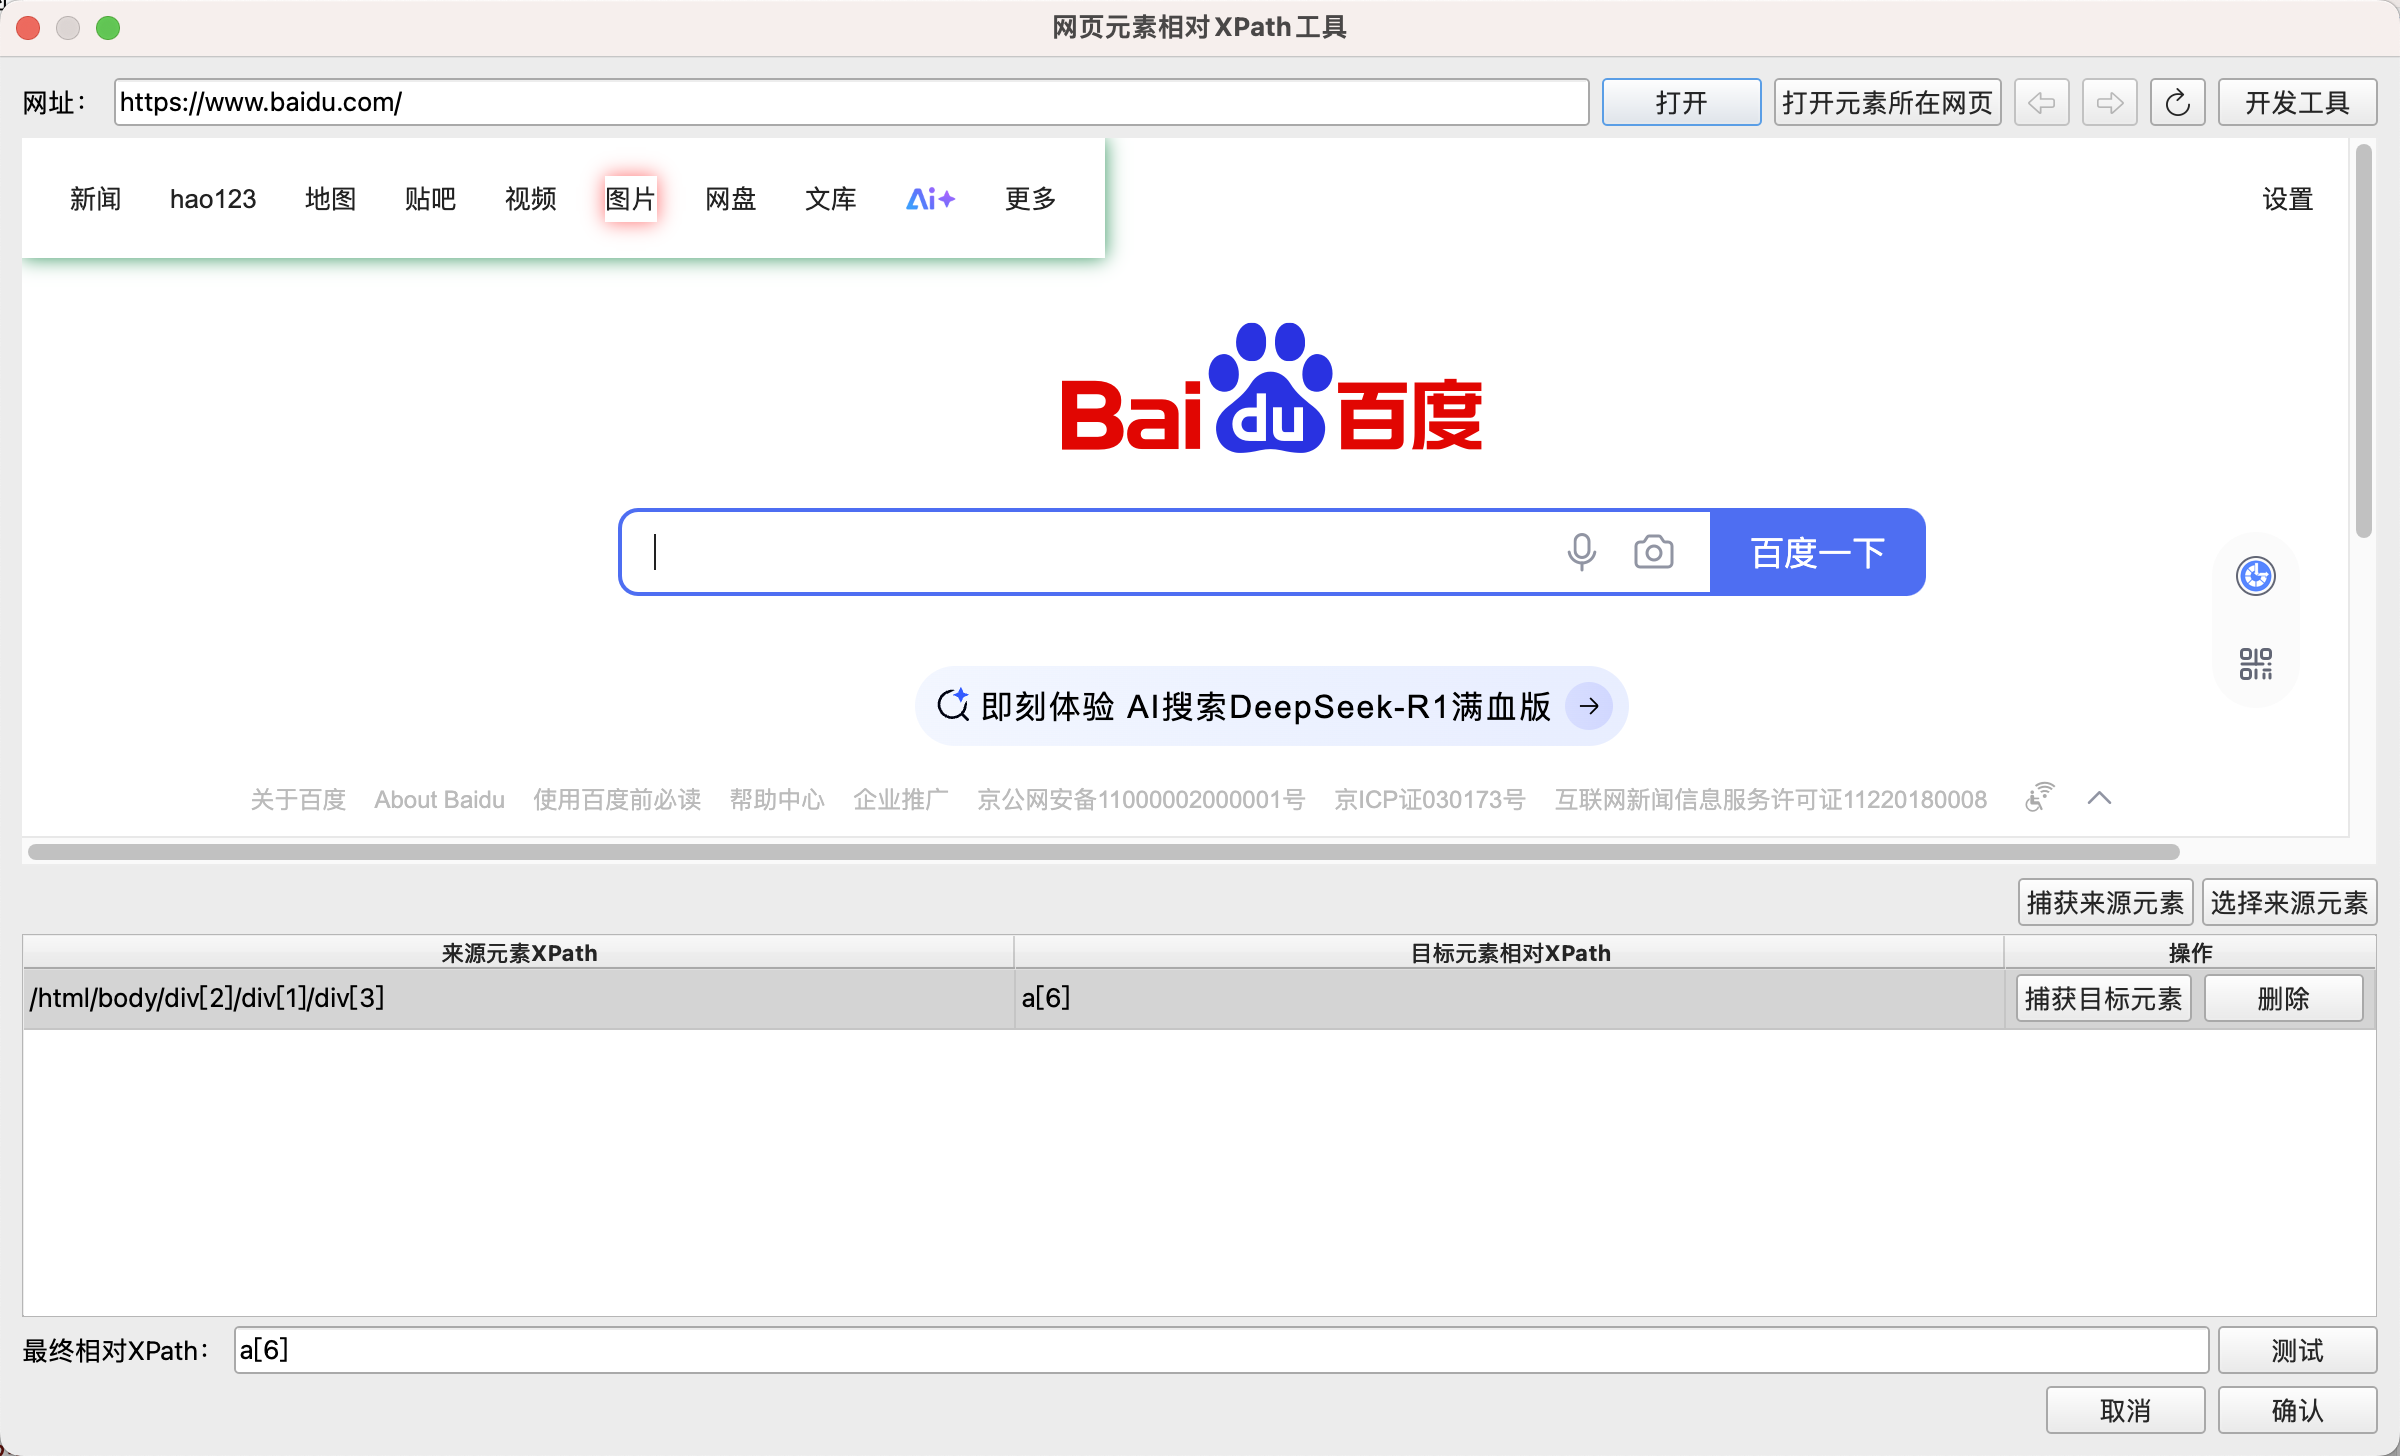 网页元素相对XPath工具
网址： https://www.baidu.com/ 打开 打开元素所在网页 开发工具
新闻 hao123 地图 贴吧 视频 图片 网盘 文库 Ai 更多 设置
Bai du 百度
百度一下
即刻体验 AI搜索DeepSeek-R1满血版
关于百度 About Baidu 使用百度前必读 帮助中心 企业推广 京公网安备11000002000001号 京ICP证030173号 互联网新闻信息服务许可证11220180008
捕获来源元素 选择来源元素
来源元素XPath 目标元素相对XPath 操作
/html/body/div[2]/div[1]/div[3] a[6] 捕获目标元素 删除
最终相对XPath： a[6] 测试
取消 确认